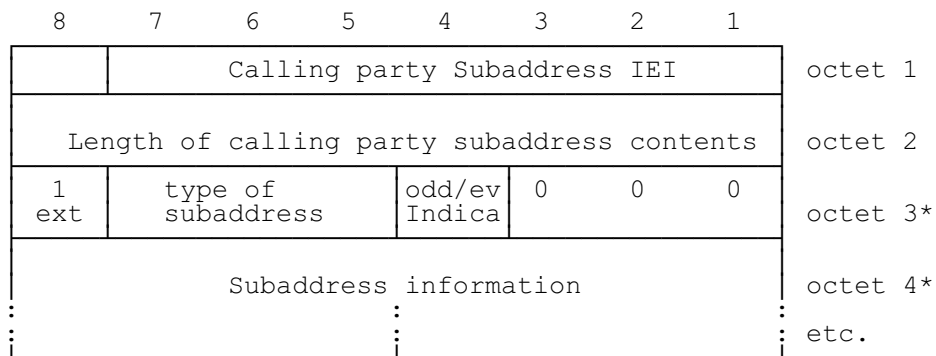 8 7 6 5 4 3 2 1
Calling party Subaddress IEI octet 1
Length of calling party subaddress contents octet 2
1 type of odd/ev 0 0 0
ext subaddress Indica octet 3*
Subaddress information octet 4*
: : :
: : : etc.